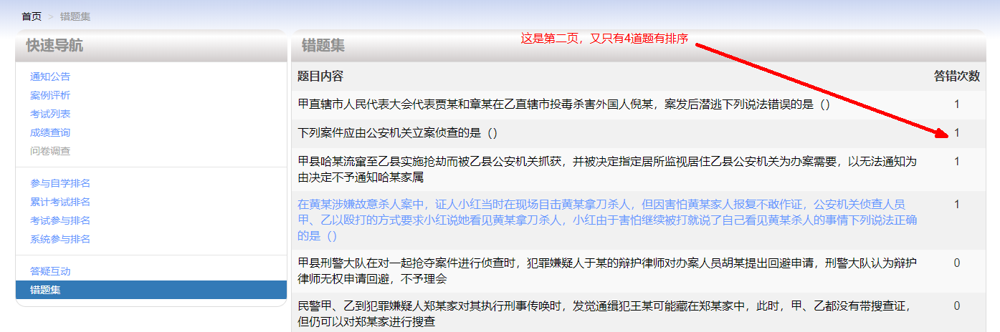 首页 > 错题集
快速导航
通知公告
案例评析
考试列表
成绩查询
问卷调查
参与自学排名
累计考试排名
考试参与排名
系统参与排名
答疑互动
错题集
错题集
这是第二页，又只有4道题有排序
题目内容 答错次数
甲直辖市人民代表大会代表贾某和章某在乙直辖市投毒杀害外国人倪某，案发后潜逃下列说法错误的是（） 1
下列案件应由公安机关立案侦查的是（） 1
甲县哈某流窜至乙县实施抢劫而被乙县公安机关抓获，并被决定指定居所监视居住乙县公安机关为办案需要，以无法通知为 1
由决定不予通知哈某家属
在黄某涉嫌故意杀人案中，证人小红当时在现场目击黄某拿刀杀人，但因害怕黄某家人报复不敢作证，公安机关侦查人员 1
甲、乙以殴打的方式要求小红说她看见黄某拿刀杀人，小红由于害怕继续被打就说了自己看见黄某杀人的事情下列说法正确
的是（）
甲县刑警大队在对一起抢夺案件进行侦查时，犯罪嫌疑人于某的辩护律师对办案人员胡某提出回避申请，刑警大队认为辩护 0
律师无权申请回避，不予理会
民警甲、乙到犯罪嫌疑人郑某家对其执行刑事传唤时，发觉通缉犯王某可能藏在郑某家中，此时，甲、乙都没有带搜查证， 0
但仍可以对郑某家进行搜查